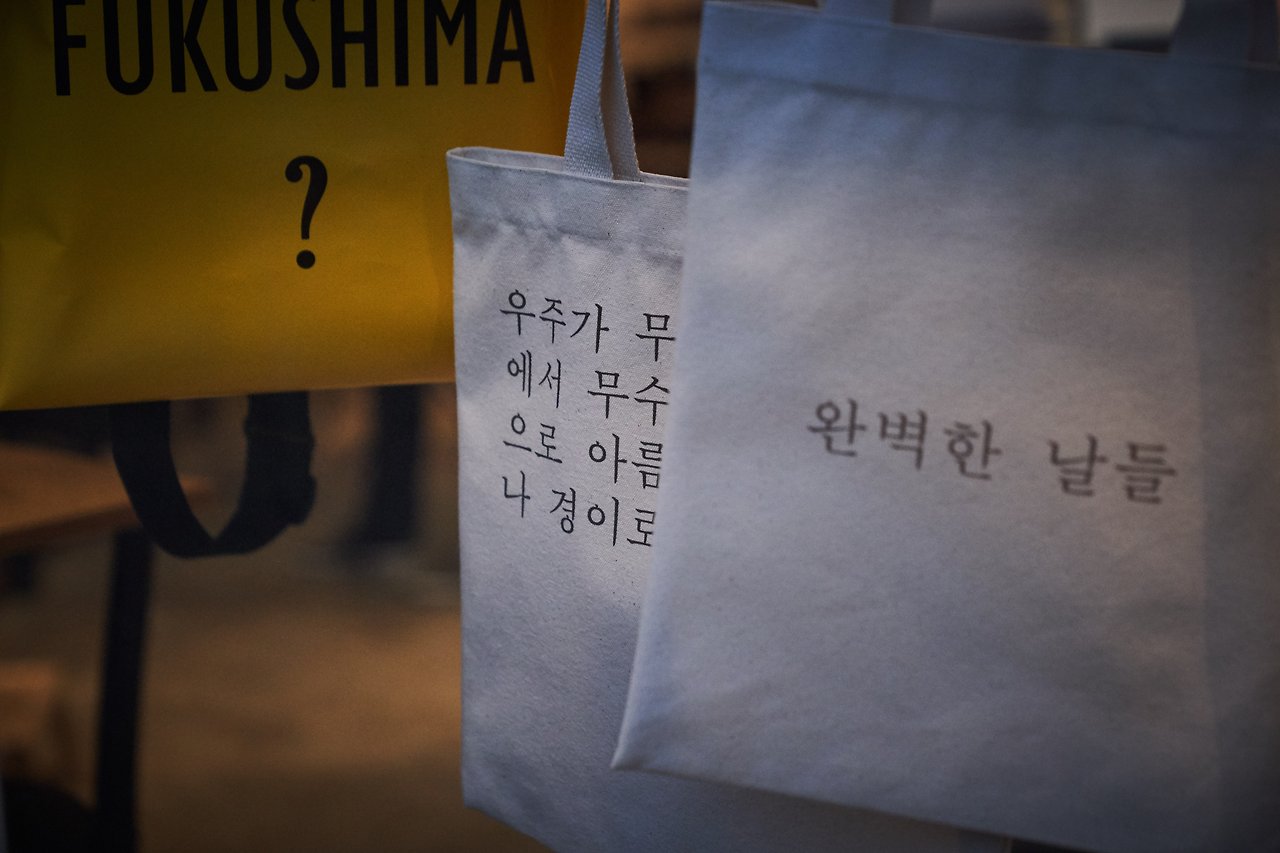 FUKUSHIMA
?
우주가 무
에서 무수
으로 아름
나 경이로
완벽한 날들